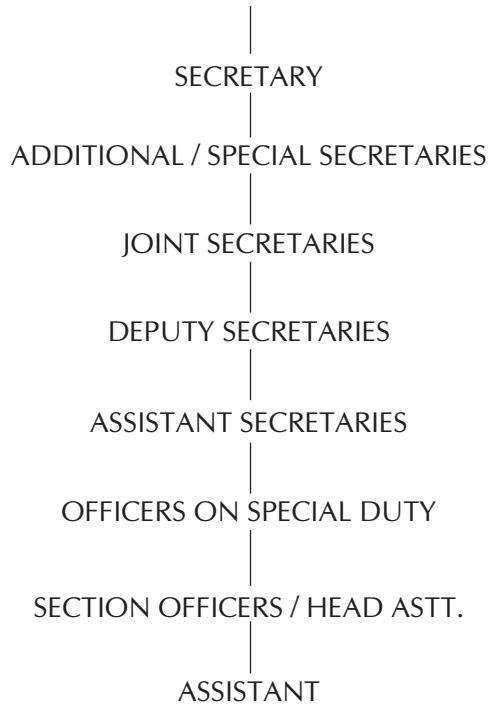 SECRETARY
ADDITIONAL / SPECIAL SECRETARIES
JOINT SECRETARIES
DEPUTY SECRETARIES
ASSISTANT SECRETARIES
OFFICERS ON SPECIAL DUTY
SECTION OFFICERS / HEAD ASTT.
ASSISTANT